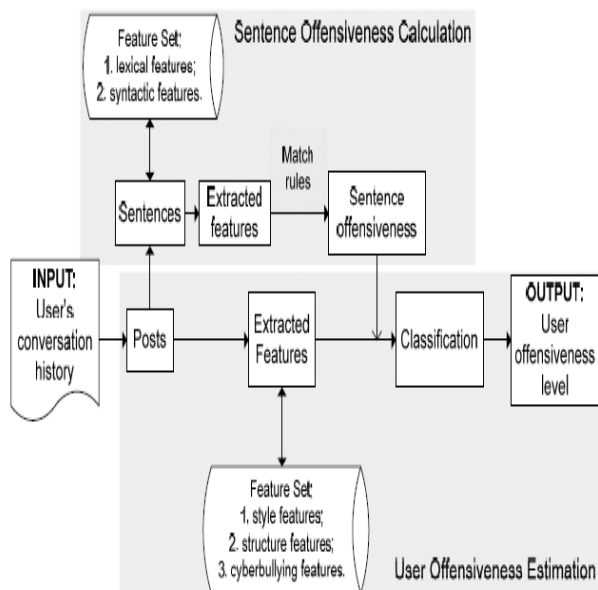 Sentence Offensiveness Calculation
Feature Set:
1. lexical features;
2. syntactic features.
Match
rules
Sentences
Extracted
features
Sentence
offensiveness
INPUT:
User's
conversation
history
Posts
Extracted
Features
Classification
OUTPUT:
User
offensiveness
level
Feature Set:
1. style features;
2. structure features;
3. cyberbullying features.
User Offensiveness Estimation